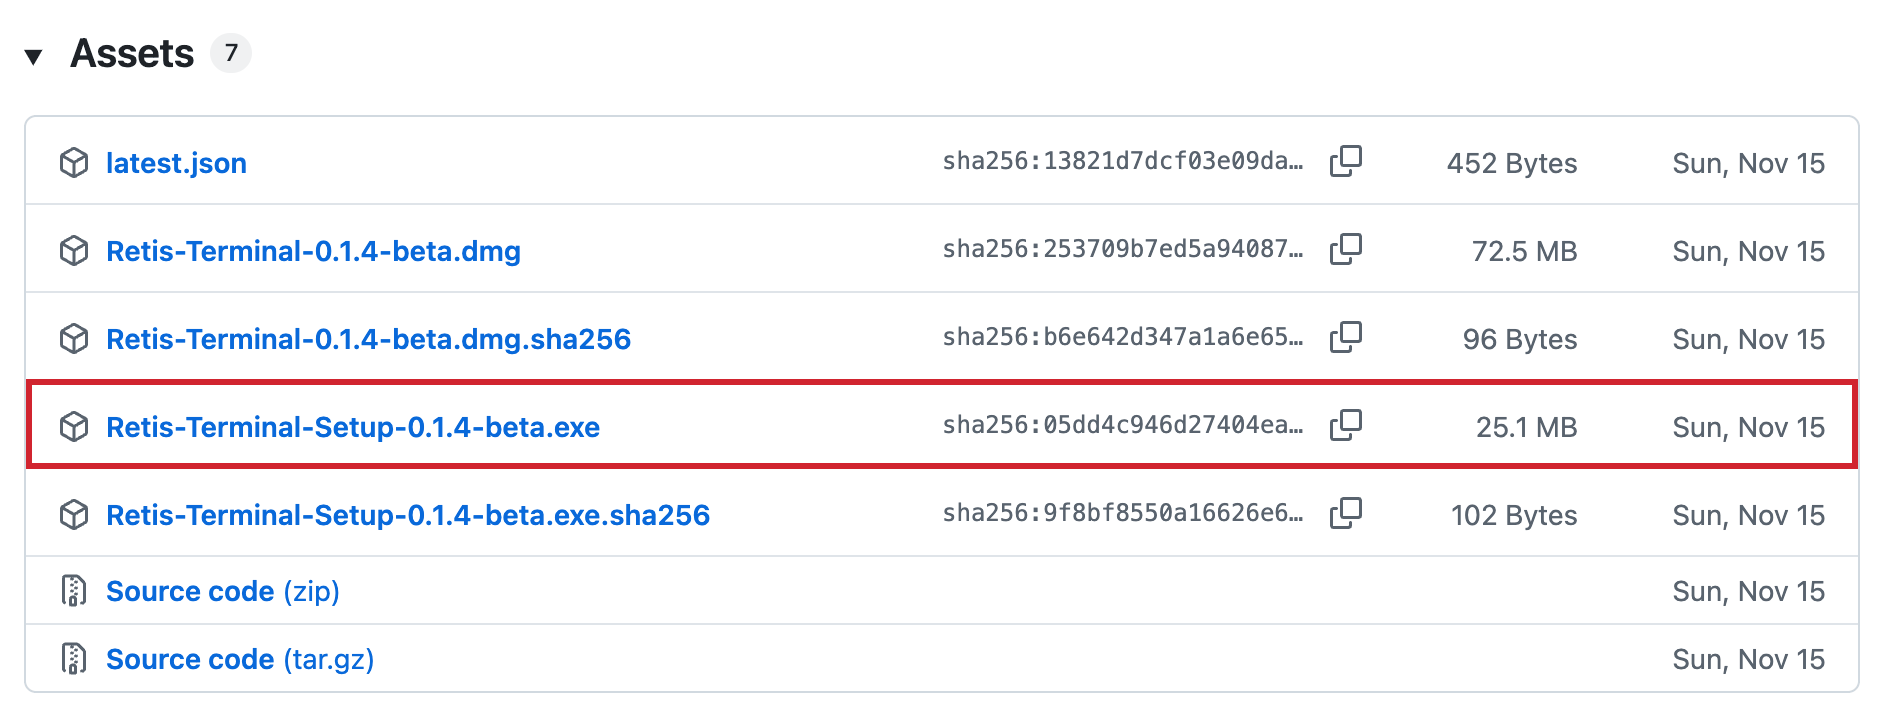 Assets 7
latest.json sha256:13821d7dcf03e09da… 452 Bytes Sun, Nov 15
Retis-Terminal-0.1.4-beta.dmg sha256:253709b7ed5a94087… 72.5 MB Sun, Nov 15
Retis-Terminal-0.1.4-beta.dmg.sha256 sha256:b6e642d347a1a6e65… 96 Bytes Sun, Nov 15
Retis-Terminal-Setup-0.1.4-beta.exe sha256:05dd4c946d27404ea… 25.1 MB Sun, Nov 15
Retis-Terminal-Setup-0.1.4-beta.exe.sha256 sha256:9f8bf8550a16626e6… 102 Bytes Sun, Nov 15
Source code (zip) Sun, Nov 15
Source code (tar.gz) Sun, Nov 15